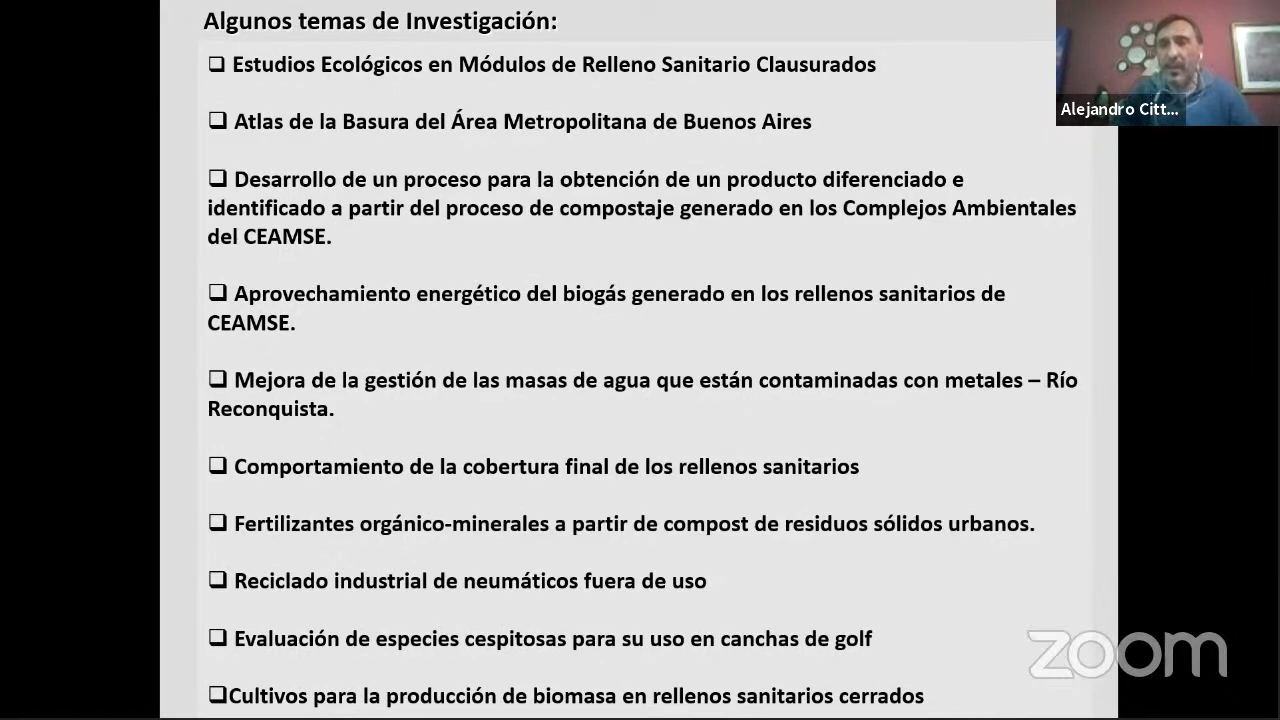 Algunos temas de Investigación:
❑ Estudios Ecológicos en Módulos de Relleno Sanitario Clausurados
❑ Atlas de la Basura del Área Metropolitana de Buenos Aires
❑ Desarrollo de un proceso para la obtención de un producto diferenciado e
identificado a partir del proceso de compostaje generado en los Complejos Ambientales
del CEAMSE.
❑ Aprovechamiento energético del biogás generado en los rellenos sanitarios de
CEAMSE.
❑ Mejora de la gestión de las masas de agua que están contaminadas con metales – Río
Reconquista.
❑ Comportamiento de la cobertura final de los rellenos sanitarios
❑ Fertilizantes orgánico-minerales a partir de compost de residuos sólidos urbanos.
❑ Reciclado industrial de neumáticos fuera de uso
❑ Evaluación de especies cespitosas para su uso en canchas de golf
❑Cultivos para la producción de biomasa en rellenos sanitarios cerrados
Alejandro Citt...
zoom